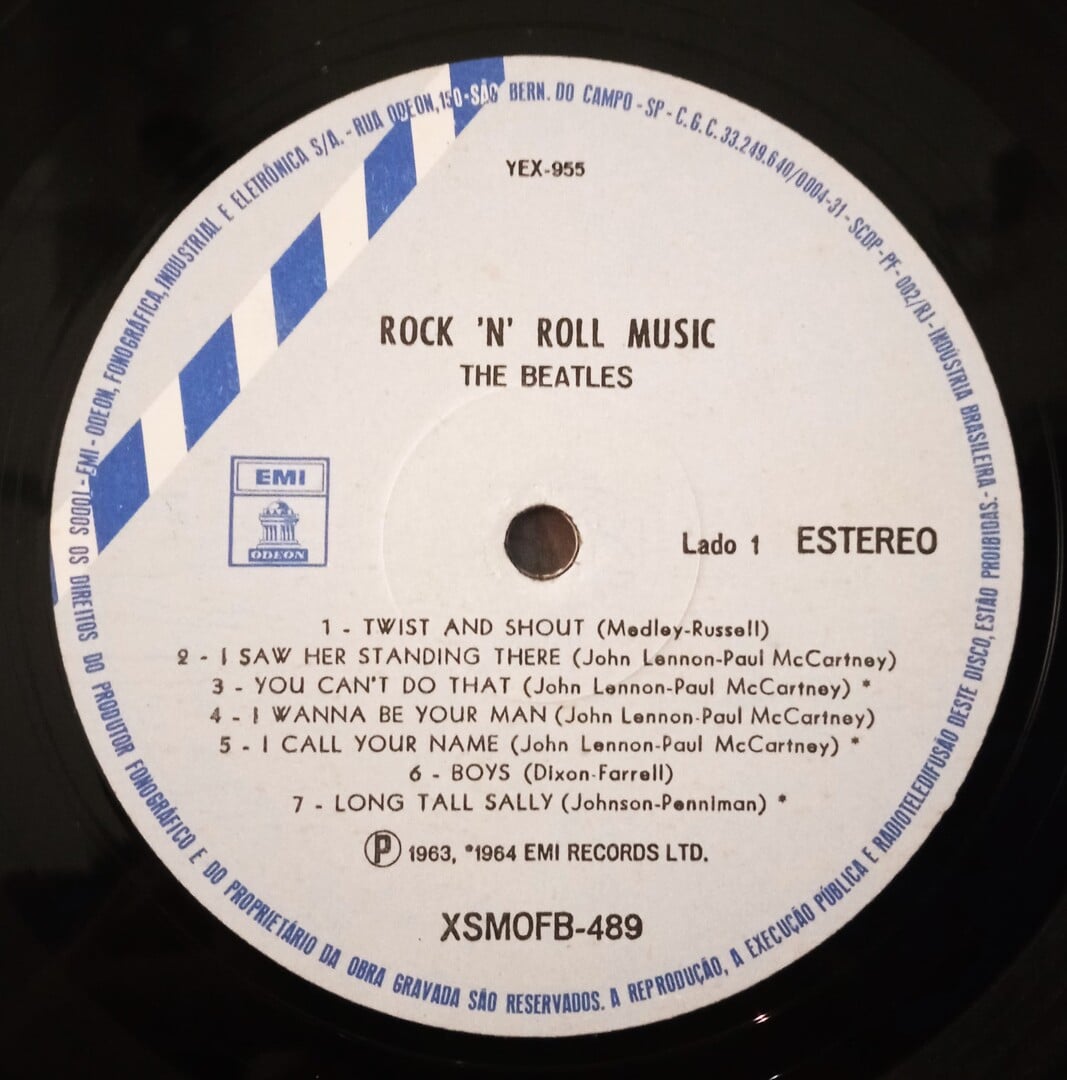 EMI-ODEON, FONOGRÁFICA, INDUSTRIAL E ELETRÔNICA S/A. - RUA ODEON, 150-SÃO BERN. DO CAMPO - SP - C.G.C. 33.249.640/0004-31 - SCDP - PF - 002/RJ - INDÚSTRIA BRASILEIRA
YEX-955
ROCK 'N' ROLL MUSIC
THE BEATLES
EMI
ODEON
Lado 1 ESTEREO
1 - TWIST AND SHOUT (Medley-Russell)
2 - I SAW HER STANDING THERE (John Lennon-Paul McCartney)
3 - YOU CAN'T DO THAT (John Lennon-Paul McCartney) *
4 - I WANNA BE YOUR MAN (John Lennon-Paul McCartney)
5 - I CALL YOUR NAME (John Lennon-Paul McCartney) *
6 - BOYS (Dixon-Farrell)
7 - LONG TALL SALLY (Johnson-Penniman) *
Ⓟ 1963, *1964 EMI RECORDS LTD.
XSMOFB-489
TODOS OS DIREITOS DO PRODUTOR FONOGRÁFICO E DO PROPRIETÁRIO DA OBRA GRAVADA SÃO RESERVADOS. A REPRODUÇÃO, A EXECUÇÃO PÚBLICA E RADIOTELEDIFUSÃO DESTE DISCO, ESTÃO PROIBIDAS.